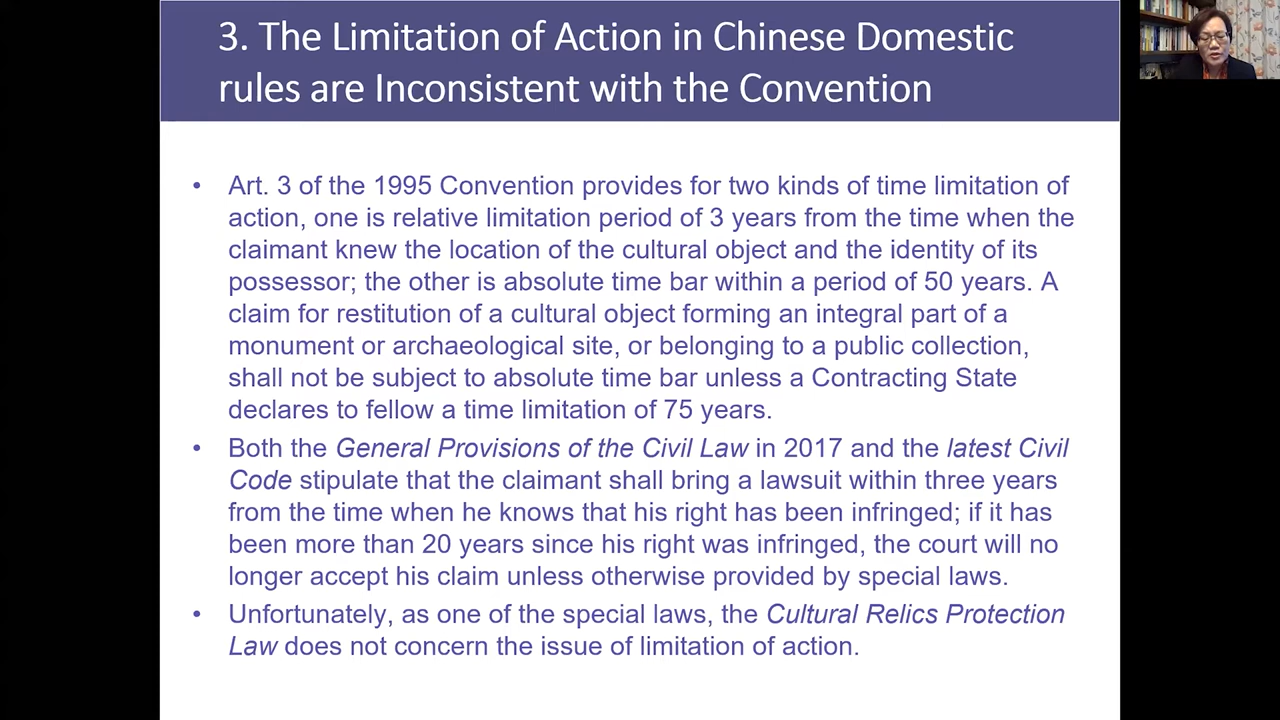 3. The Limitation of Action in Chinese Domestic
rules are Inconsistent with the Convention
• Art. 3 of the 1995 Convention provides for two kinds of time limitation of
action, one is relative limitation period of 3 years from the time when the
claimant knew the location of the cultural object and the identity of its
possessor; the other is absolute time bar within a period of 50 years. A
claim for restitution of a cultural object forming an integral part of a
monument or archaeological site, or belonging to a public collection,
shall not be subject to absolute time bar unless a Contracting State
declares to fellow a time limitation of 75 years.
• Both the General Provisions of the Civil Law in 2017 and the latest Civil
Code stipulate that the claimant shall bring a lawsuit within three years
from the time when he knows that his right has been infringed; if it has
been more than 20 years since his right was infringed, the court will no
longer accept his claim unless otherwise provided by special laws.
• Unfortunately, as one of the special laws, the Cultural Relics Protection
Law does not concern the issue of limitation of action.